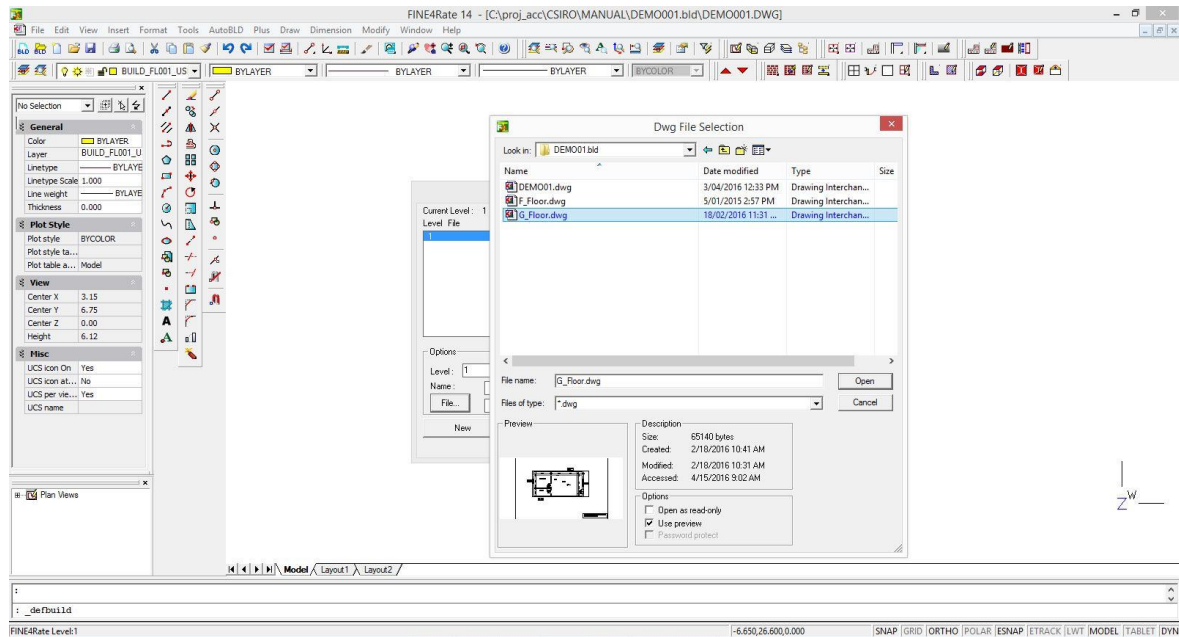 FINE4Rate 14 - [C:\proj_acc\CSIRO\MANUAL\DEMO001.bld\DEMO001.DWG]
File Edit View Insert Format Tools AutoBLD Plus Draw Dimension Modify Window Help
BUILD_FL001_US BYLAYER BYLAYER BYLAYER BYCOLOR
No Selection
General
Color BYLAYER
Layer BUILD_FL001_U
Linetype BYLAYE
Linetype Scale 1.000
Line weight BYLAYE
Thickness 0.000
Plot Style
Plot style BYCOLOR
Plot style ta...
Plot table a... Model
View
Center X 3.15
Center Y 6.75
Center Z 0.00
Height 6.12
Misc
UCS icon On Yes
UCS icon at... No
UCS per vie... Yes
UCS name
Plan Views
Current Level: 1
Level File
1
Options
Level: 1
Name:
File...
New
Dwg File Selection
Look in: DEMO01.bld
Name Date modified Type Size
DEMO01.dwg 3/04/2016 12:33 PM Drawing Interchan...
F_Floor.dwg 5/01/2015 2:57 PM Drawing Interchan...
G_Floor.dwg 18/02/2016 11:31 ... Drawing Interchan...
File name: G_Floor.dwg Open
Files of type: *.dwg Cancel
Preview
Description
Size: 65140 bytes
Created: 2/18/2016 10:41 AM
Modified: 2/18/2016 10:31 AM
Accessed: 4/15/2016 9:02 AM
Options
Open as read-only
Use preview
Password protect
W
Z
Model Layout1 Layout2
:
: _defbuild
FINE4Rate Level:1 -6.650,26.600,0.000 SNAP GRID ORTHO POLAR ESNAP ETRACK LWT MODEL TABLET DYN